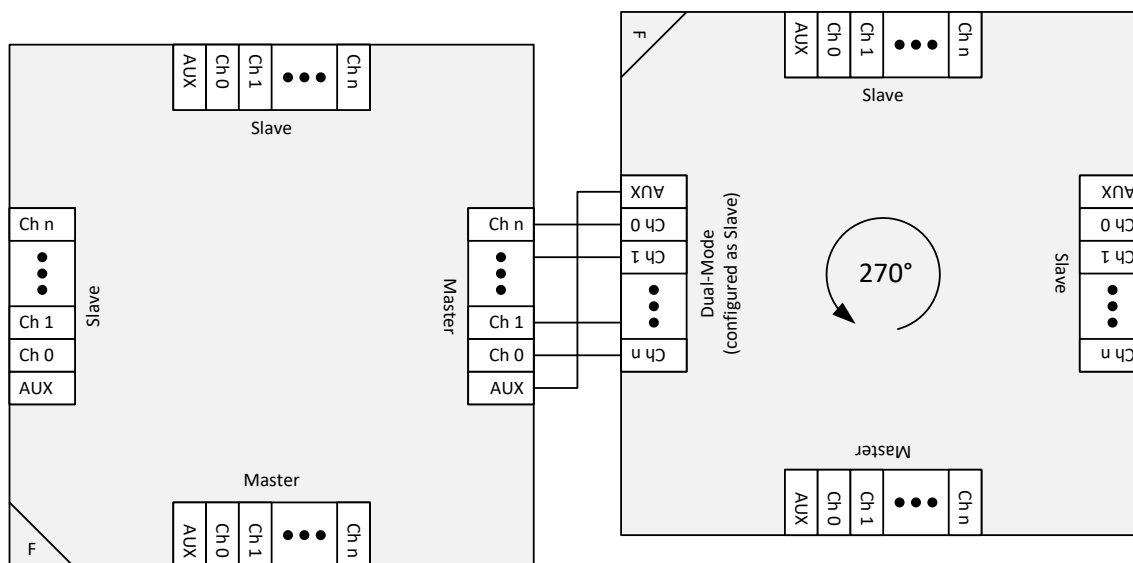 AUX
Ch 0
Ch 1
Ch n
Slave
Ch n
Ch 1
Ch 0
AUX
Slave
Ch n
Ch 1
Ch 0
AUX
Master
Master
AUX
Ch 0
Ch 1
Ch n
F
F
AUX
Ch 0
Ch 1
Ch n
Slave
AUX
Ch 0
Ch 1
Ch n
Dual-Mode
(configured as Slave)
270°
Slave
AUX
Ch 0
Ch 1
Ch n
Master
AUX
Ch 0
Ch 1
Ch n